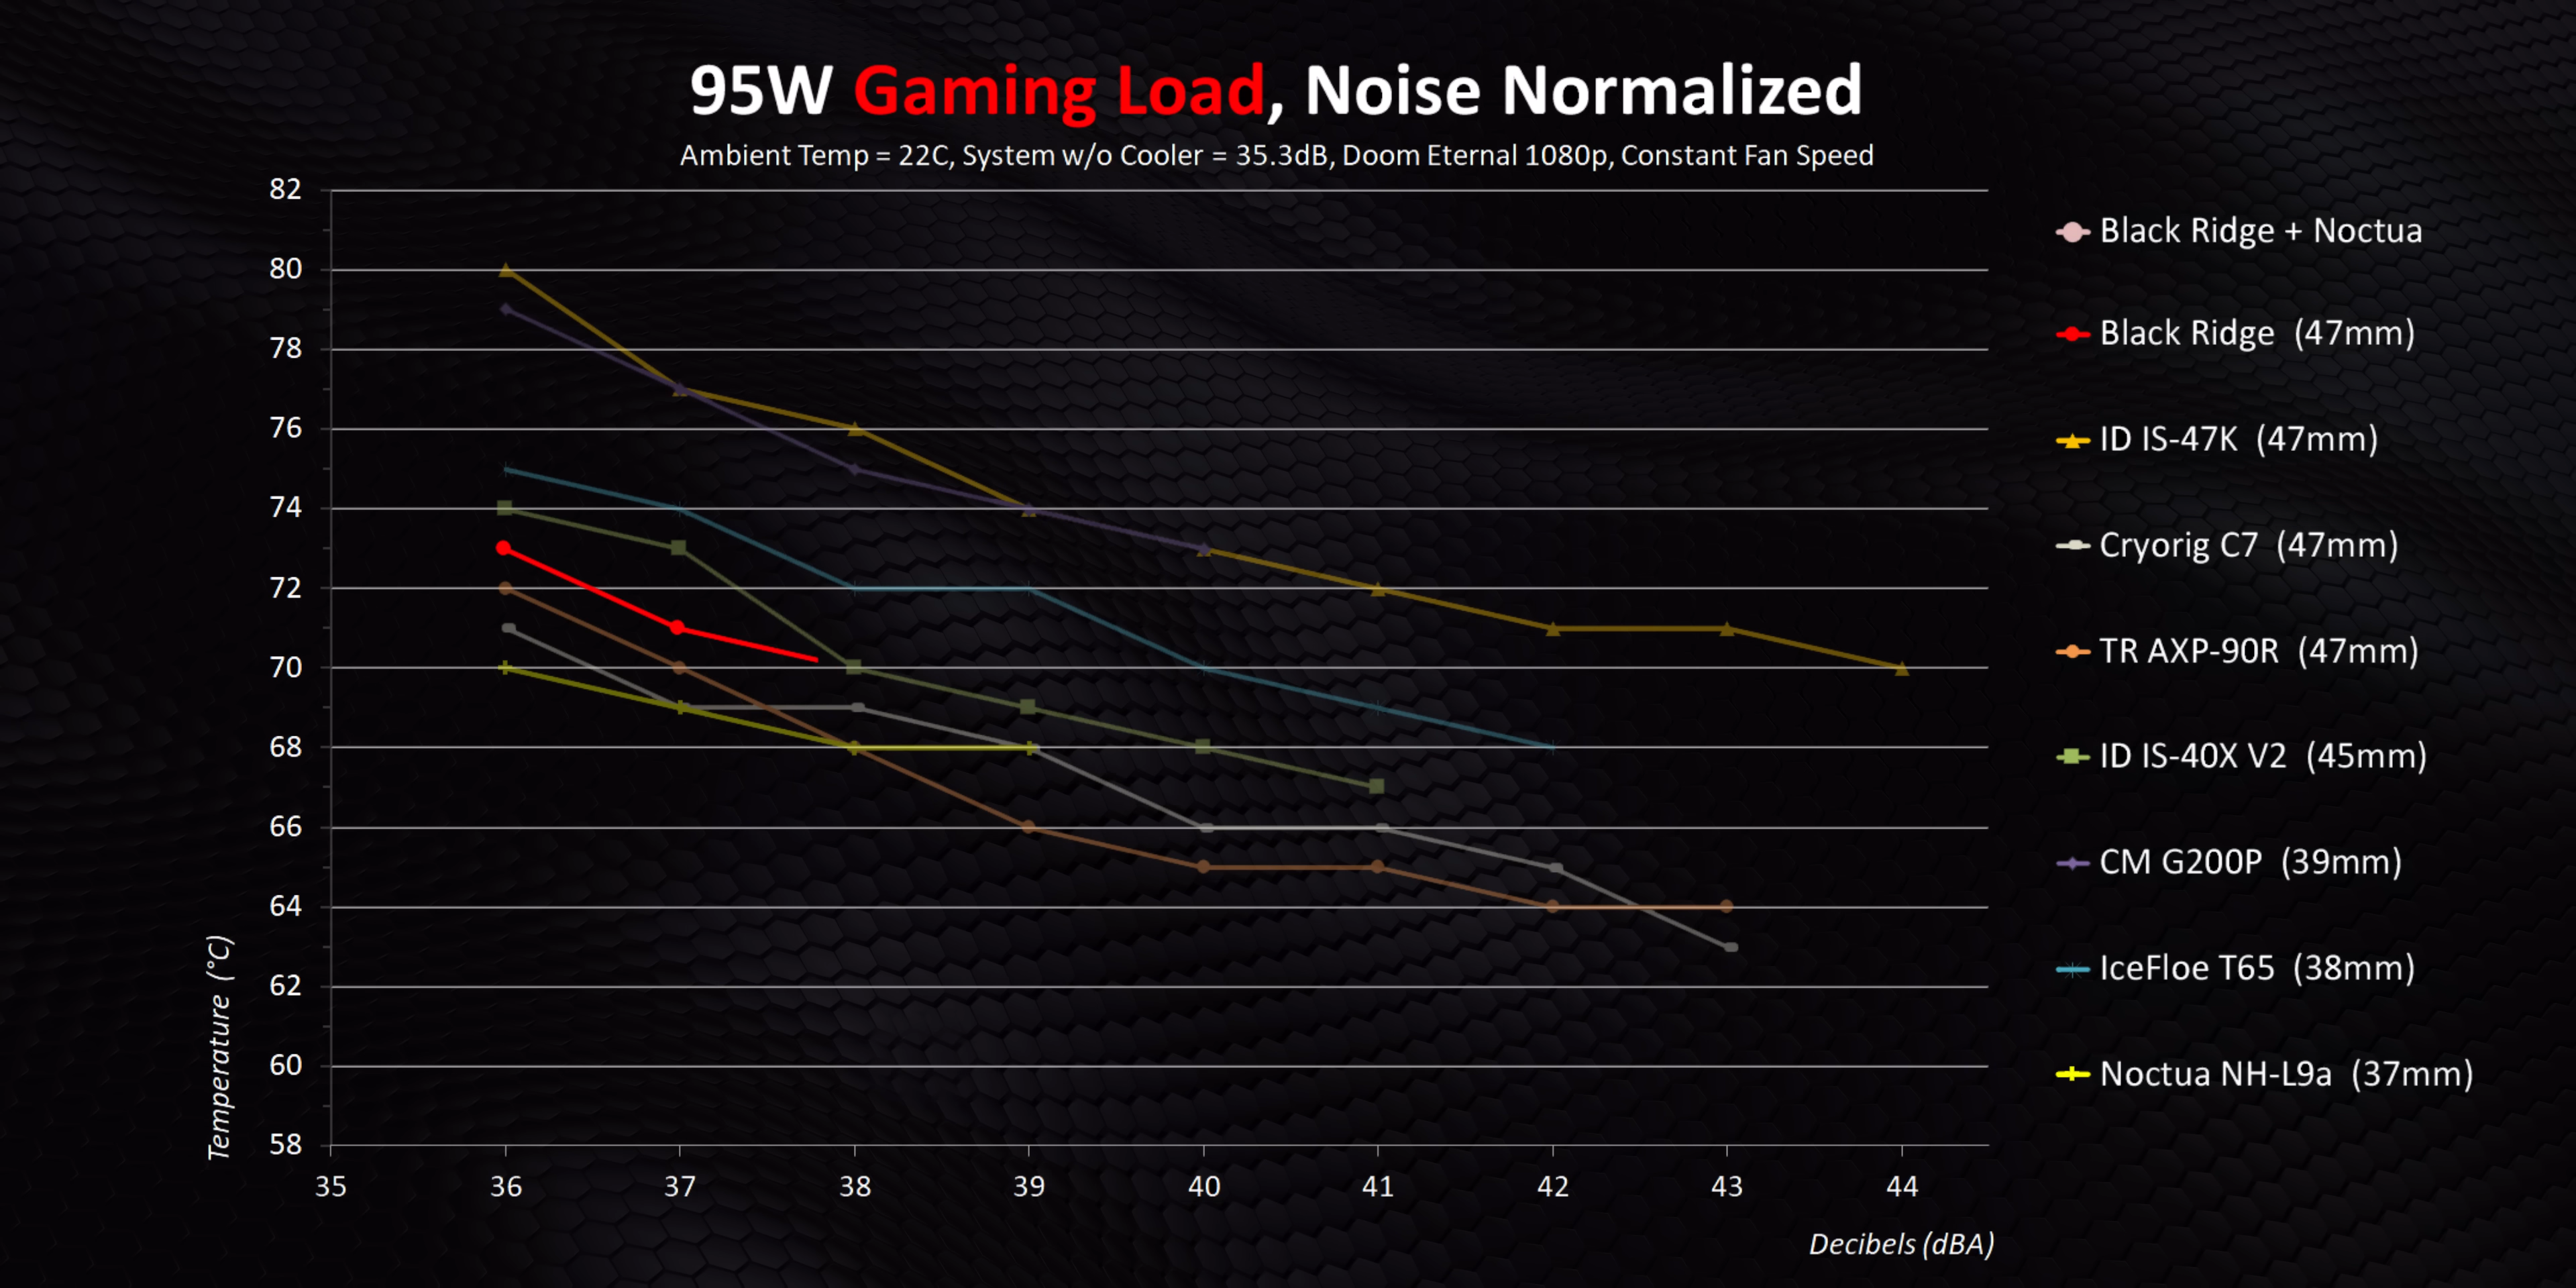 95W Gaming Load, Noise Normalized
Ambient Temp = 22C, System w/o Cooler = 35.3dB, Doom Eternal 1080p, Constant Fan Speed
82
80
78
76
74
72
70
68
66
64
62
60
58
Temperature (°C)
35 36 37 38 39 40 41 42 43 44
Decibels (dBA)
Black Ridge + Noctua
Black Ridge (47mm)
ID IS-47K (47mm)
Cryorig C7 (47mm)
TR AXP-90R (47mm)
ID IS-40X V2 (45mm)
CM G200P (39mm)
IceFloe T65 (38mm)
Noctua NH-L9a (37mm)